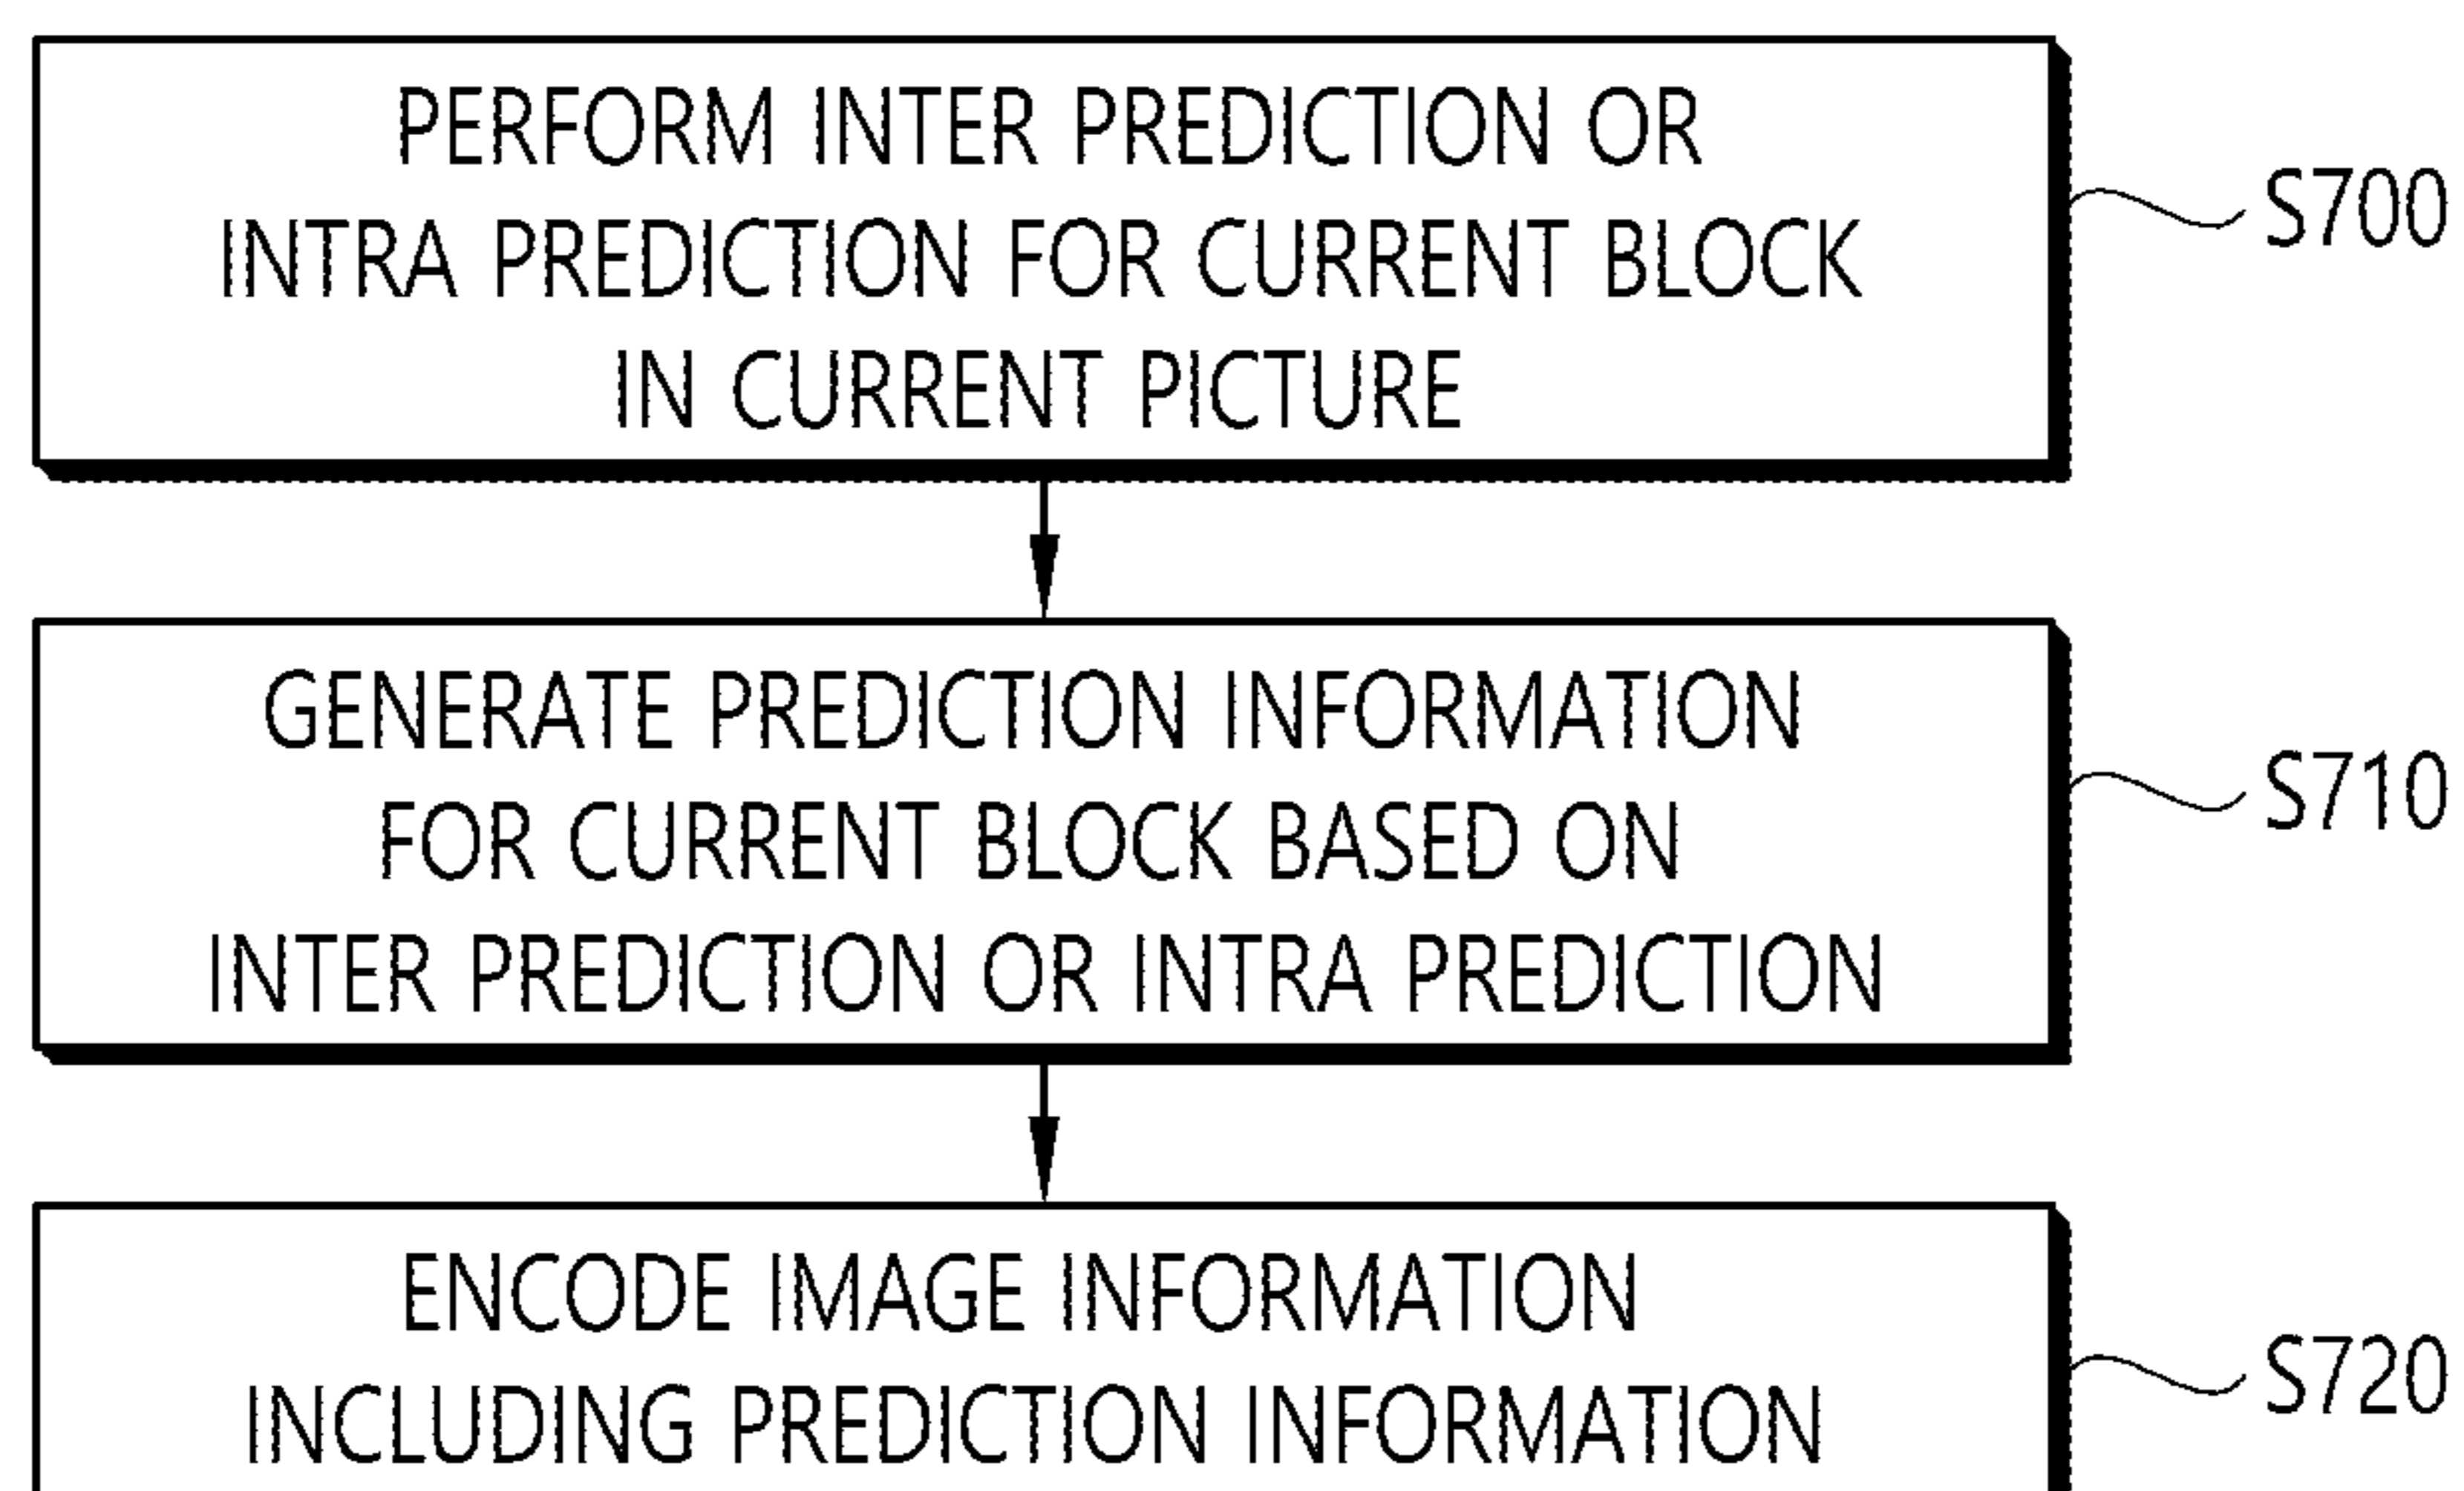 PERFORM INTER PREDICTION OR
INTRA PREDICTION FOR CURRENT BLOCK
IN CURRENT PICTURE
S700
GENERATE PREDICTION INFORMATION
FOR CURRENT BLOCK BASED ON
INTER PREDICTION OR INTRA PREDICTION
S710
ENCODE IMAGE INFORMATION
INCLUDING PREDICTION INFORMATION
S720